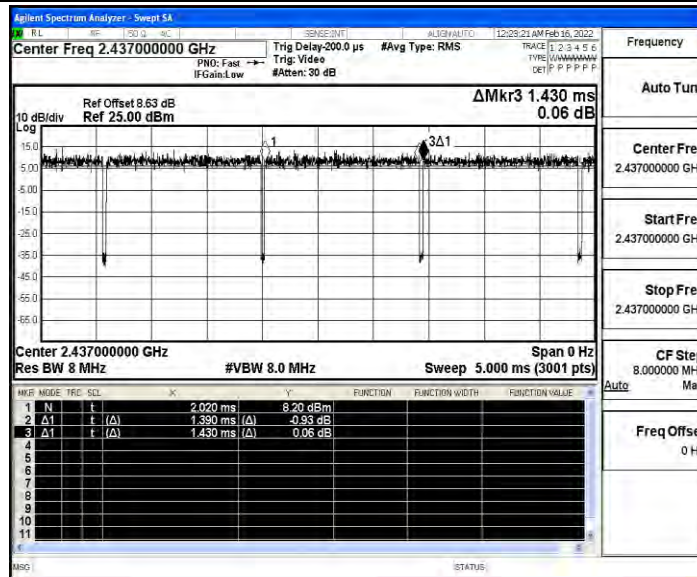 Agilent Spectrum Analyzer - Swept SA
RL RF 50 Ω AC SENSE:INT ALIGNAUTO 12:23:21 AM Feb 16, 2022
Center Freq 2.437000000 GHz
Trig Delay-200.0 µs #Avg Type: RMS
TRACE 1 2 3 4 5 6
PNO: Fast Trig: Video
TYPE
IFGain:Low #Atten: 30 dB
DET P P P P P P
Frequency
Auto Tun
ΔMkr3 1.430 ms
0.06 dB
Ref Offset 8.63 dB
10 dB/div Ref 25.00 dBm
Log
1
3Δ1
15.0
5.00
-5.00
-15.0
-25.0
-35.0
-45.0
-55.0
-65.0
Center Fre
2.437000000 GH
Start Fre
2.437000000 GH
Stop Fre
2.437000000 GH
CF Ste
8.000000 MH
Auto Ma
Freq Offse
0 H
Center 2.437000000 GHz Span 0 Hz
Res BW 8 MHz #VBW 8.0 MHz Sweep 5.000 ms (3001 pts)
MKR MODE TRC SCL X Y FUNCTION FUNCTION WIDTH FUNCTION VALUE
1 N t 2.020 ms 8.20 dBm
2 Δ1 t (Δ) 1.390 ms (Δ) -0.93 dB
3 Δ1 t (Δ) 1.430 ms (Δ) 0.06 dB
4
5
6
7
8
9
10
11
MSG STATUS